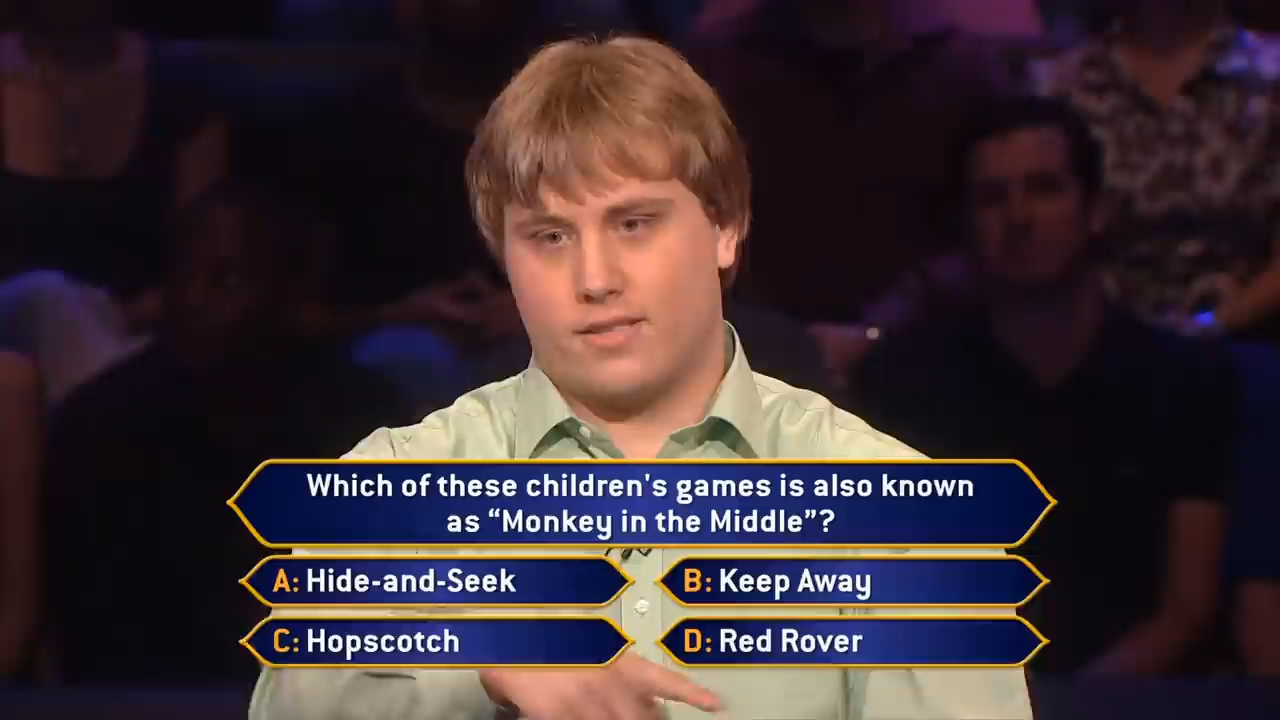 Which of these children's games is also known
as “Monkey in the Middle”?
A: Hide-and-Seek
B: Keep Away
C: Hopscotch
D: Red Rover